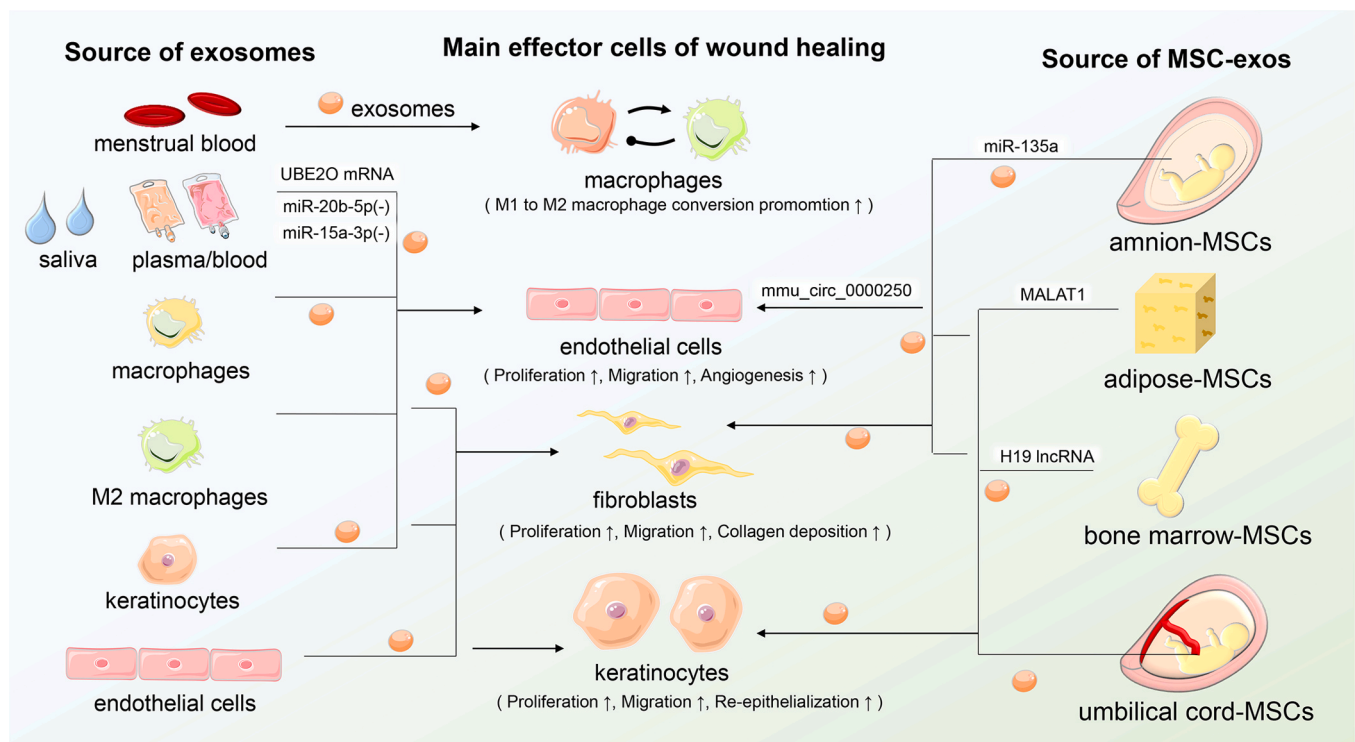 Source of exosomes
menstrual blood
saliva
plasma/blood
macrophages
M2 macrophages
keratinocytes
endothelial cells
exosomes
UBE2O mRNA
miR-20b-5p(-)
miR-15a-3p(-)
Main effector cells of wound healing
macrophages
( M1 to M2 macrophage conversion promomtion ↑ )
endothelial cells
( Proliferation ↑, Migration ↑, Angiogenesis ↑ )
fibroblasts
( Proliferation ↑, Migration ↑, Collagen deposition ↑ )
keratinocytes
( Proliferation ↑, Migration ↑, Re-epithelialization ↑ )
Source of MSC-exos
miR-135a
amnion-MSCs
mmu_circ_0000250
MALAT1
adipose-MSCs
H19 lncRNA
bone marrow-MSCs
umbilical cord-MSCs